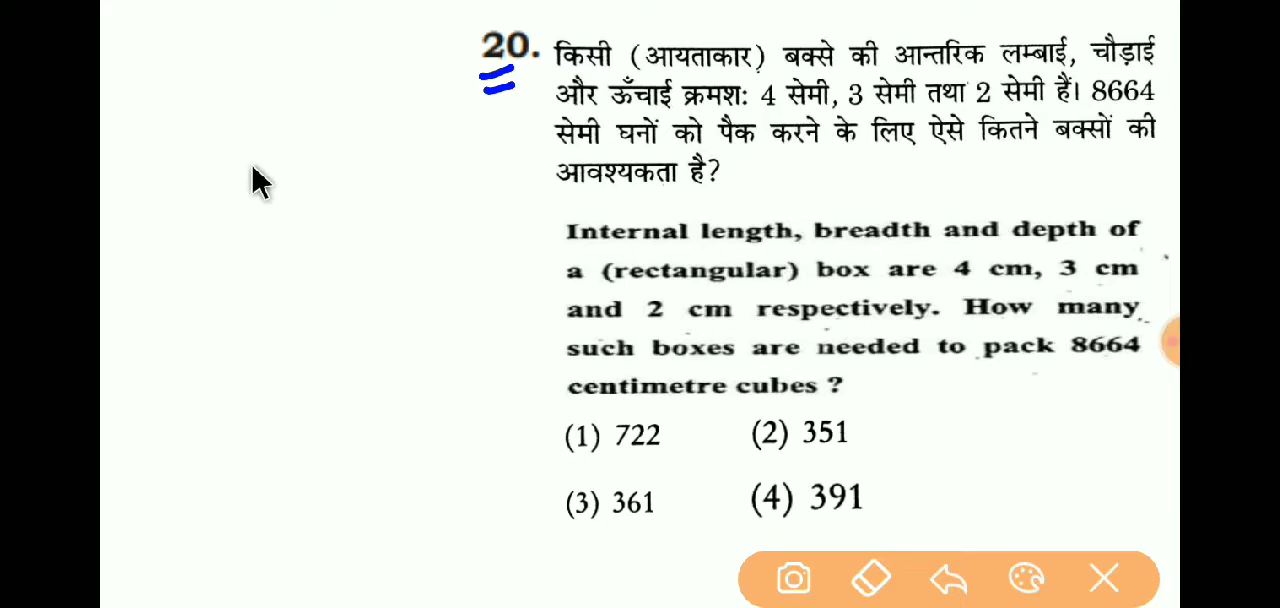 20. किसी (आयताकार) बक्से की आन्तरिक लम्बाई, चौड़ाई
और ऊँचाई क्रमश: 4 सेमी, 3 सेमी तथा 2 सेमी हैं। 8664
सेमी घनों को पैक करने के लिए ऐसे कितने बक्सों की
आवश्यकता है?
Internal length, breadth and depth of
a (rectangular) box are 4 cm, 3 cm
and 2 cm respectively. How many
such boxes are needed to pack 8664
centimetre cubes ?
(1) 722 (2) 351
(3) 361 (4) 391